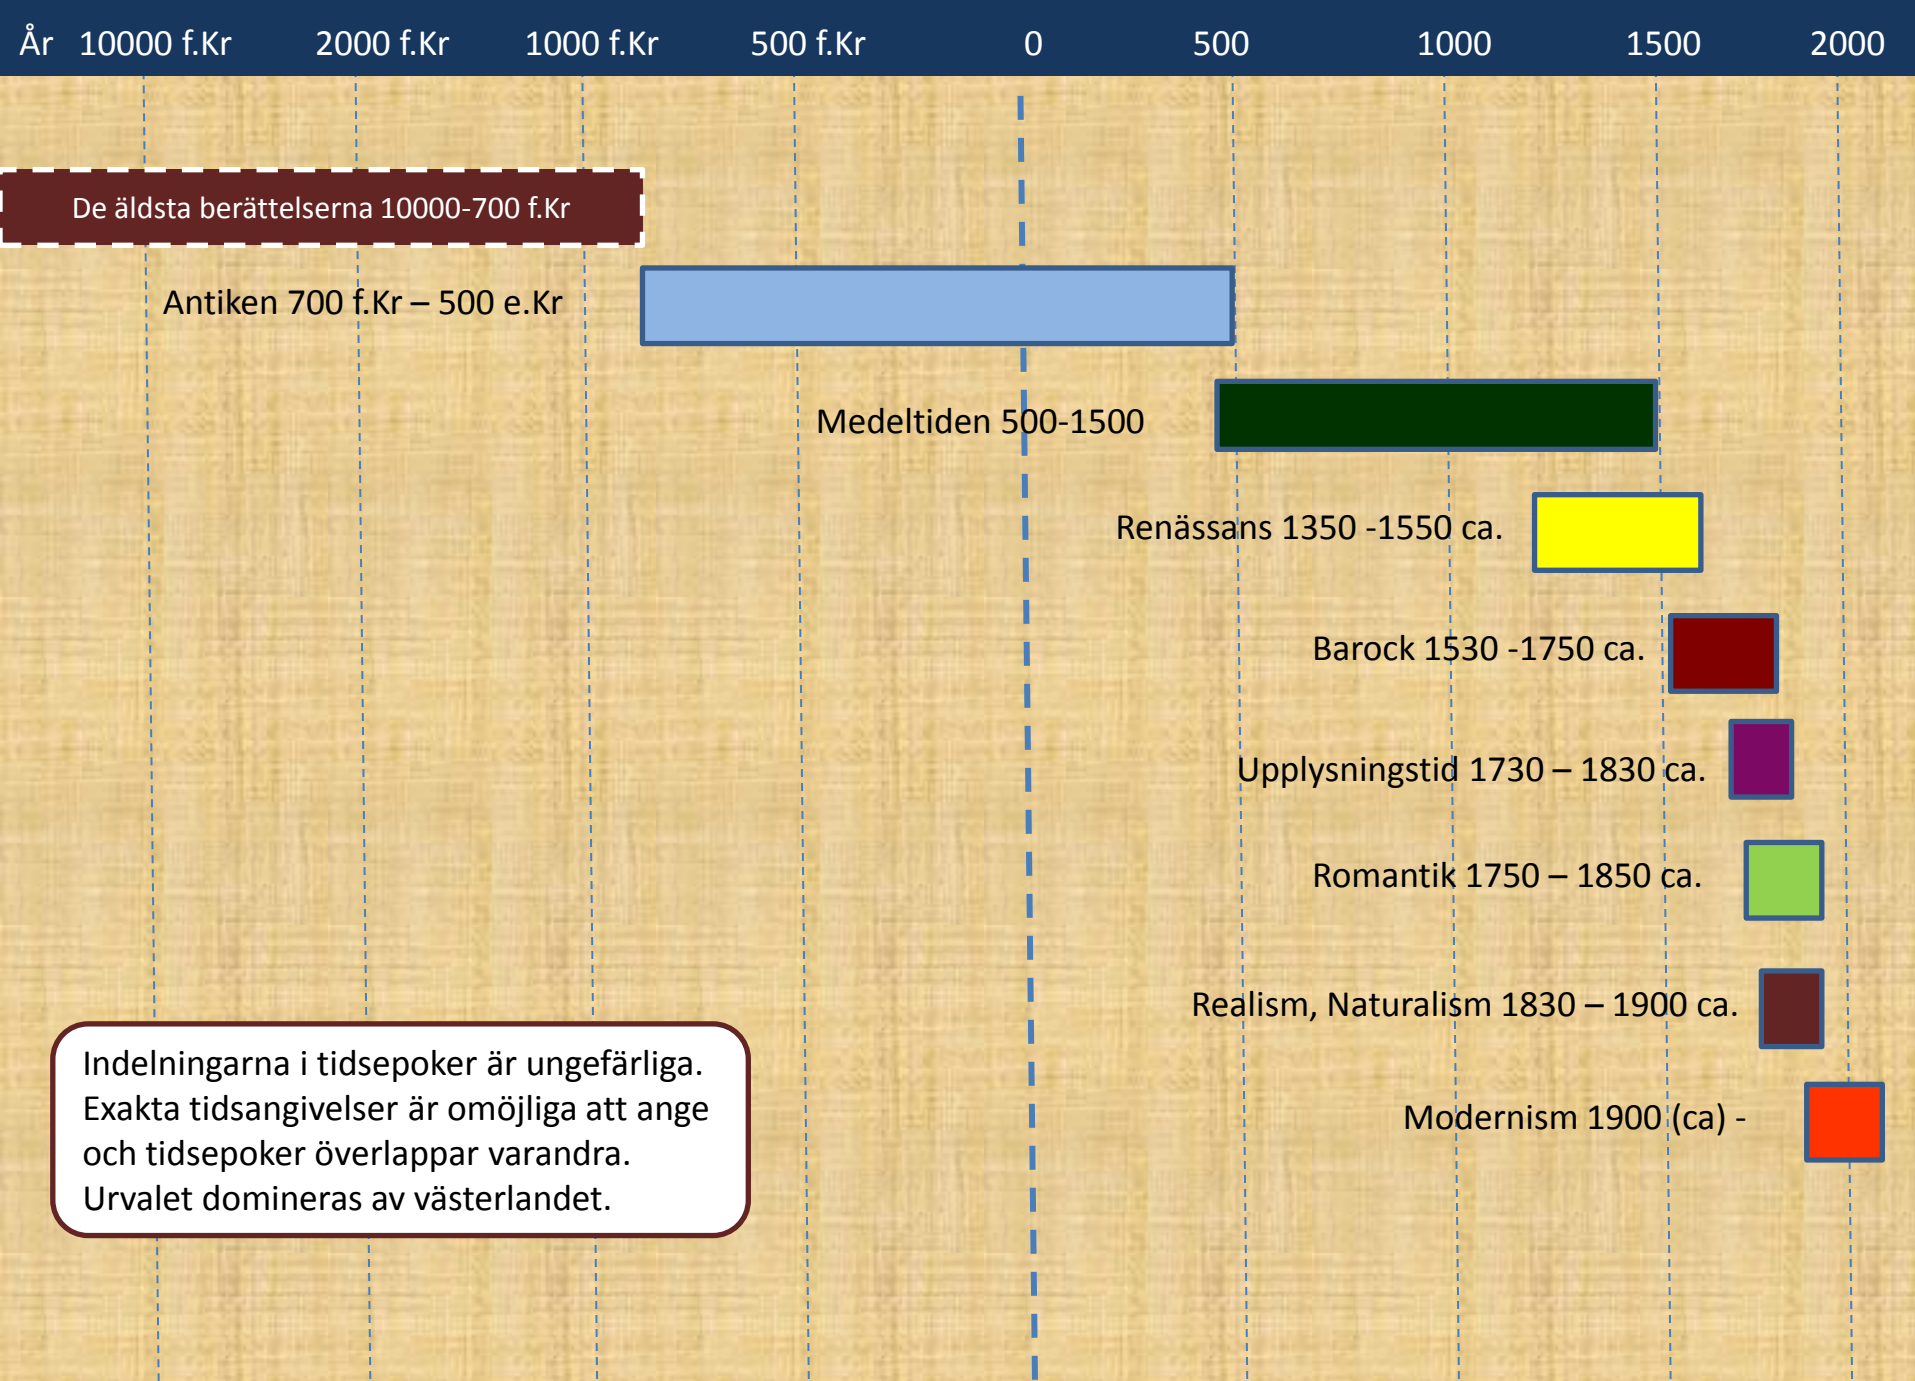 År 10000 f.Kr 2000 f.Kr 1000 f.Kr 500 f.Kr 0 500 1000 1500 2000
De äldsta berättelserna 10000-700 f.Kr
Antiken 700 f.Kr – 500 e.Kr
Medeltiden 500-1500
Renässans 1350 -1550 ca.
Barock 1530 -1750 ca.
Upplysningstid 1730 – 1830 ca.
Romantik 1750 – 1850 ca.
Realism, Naturalism 1830 – 1900 ca.
Modernism 1900 (ca) -
Indelningarna i tidsepoker är ungefärliga.
Exakta tidsangivelser är omöjliga att ange
och tidsepoker överlappar varandra.
Urvalet domineras av västerlandet.